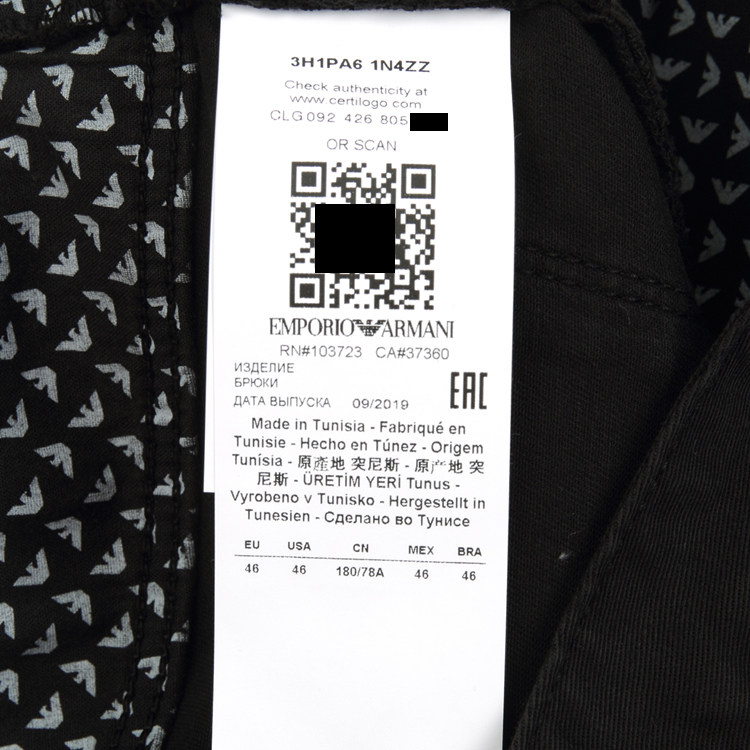 3H1PA6 1N4ZZ
Check authenticity at
www.certilogo.com
CLG 092 426 805
OR SCAN
EMPORIO ARMANI
RN#103723 CA#37360
ИЗДЕЛИЕ
БРЮКИ
ДАТА ВЫПУСКА 09/2019
EAC
Made in Tunisia - Fabriqué en
Tunisie - Hecho en Túnez - Origem
Tunísia - 原產地 突尼斯 - 原产地 突
尼斯 - ÜRETİM YERİ Tunus -
Vyrobeno v Tunisko - Hergestellt in
Tunesien - Сделано во Тунисе
EU USA CN MEX BRA
46 46 180/78A 46 46